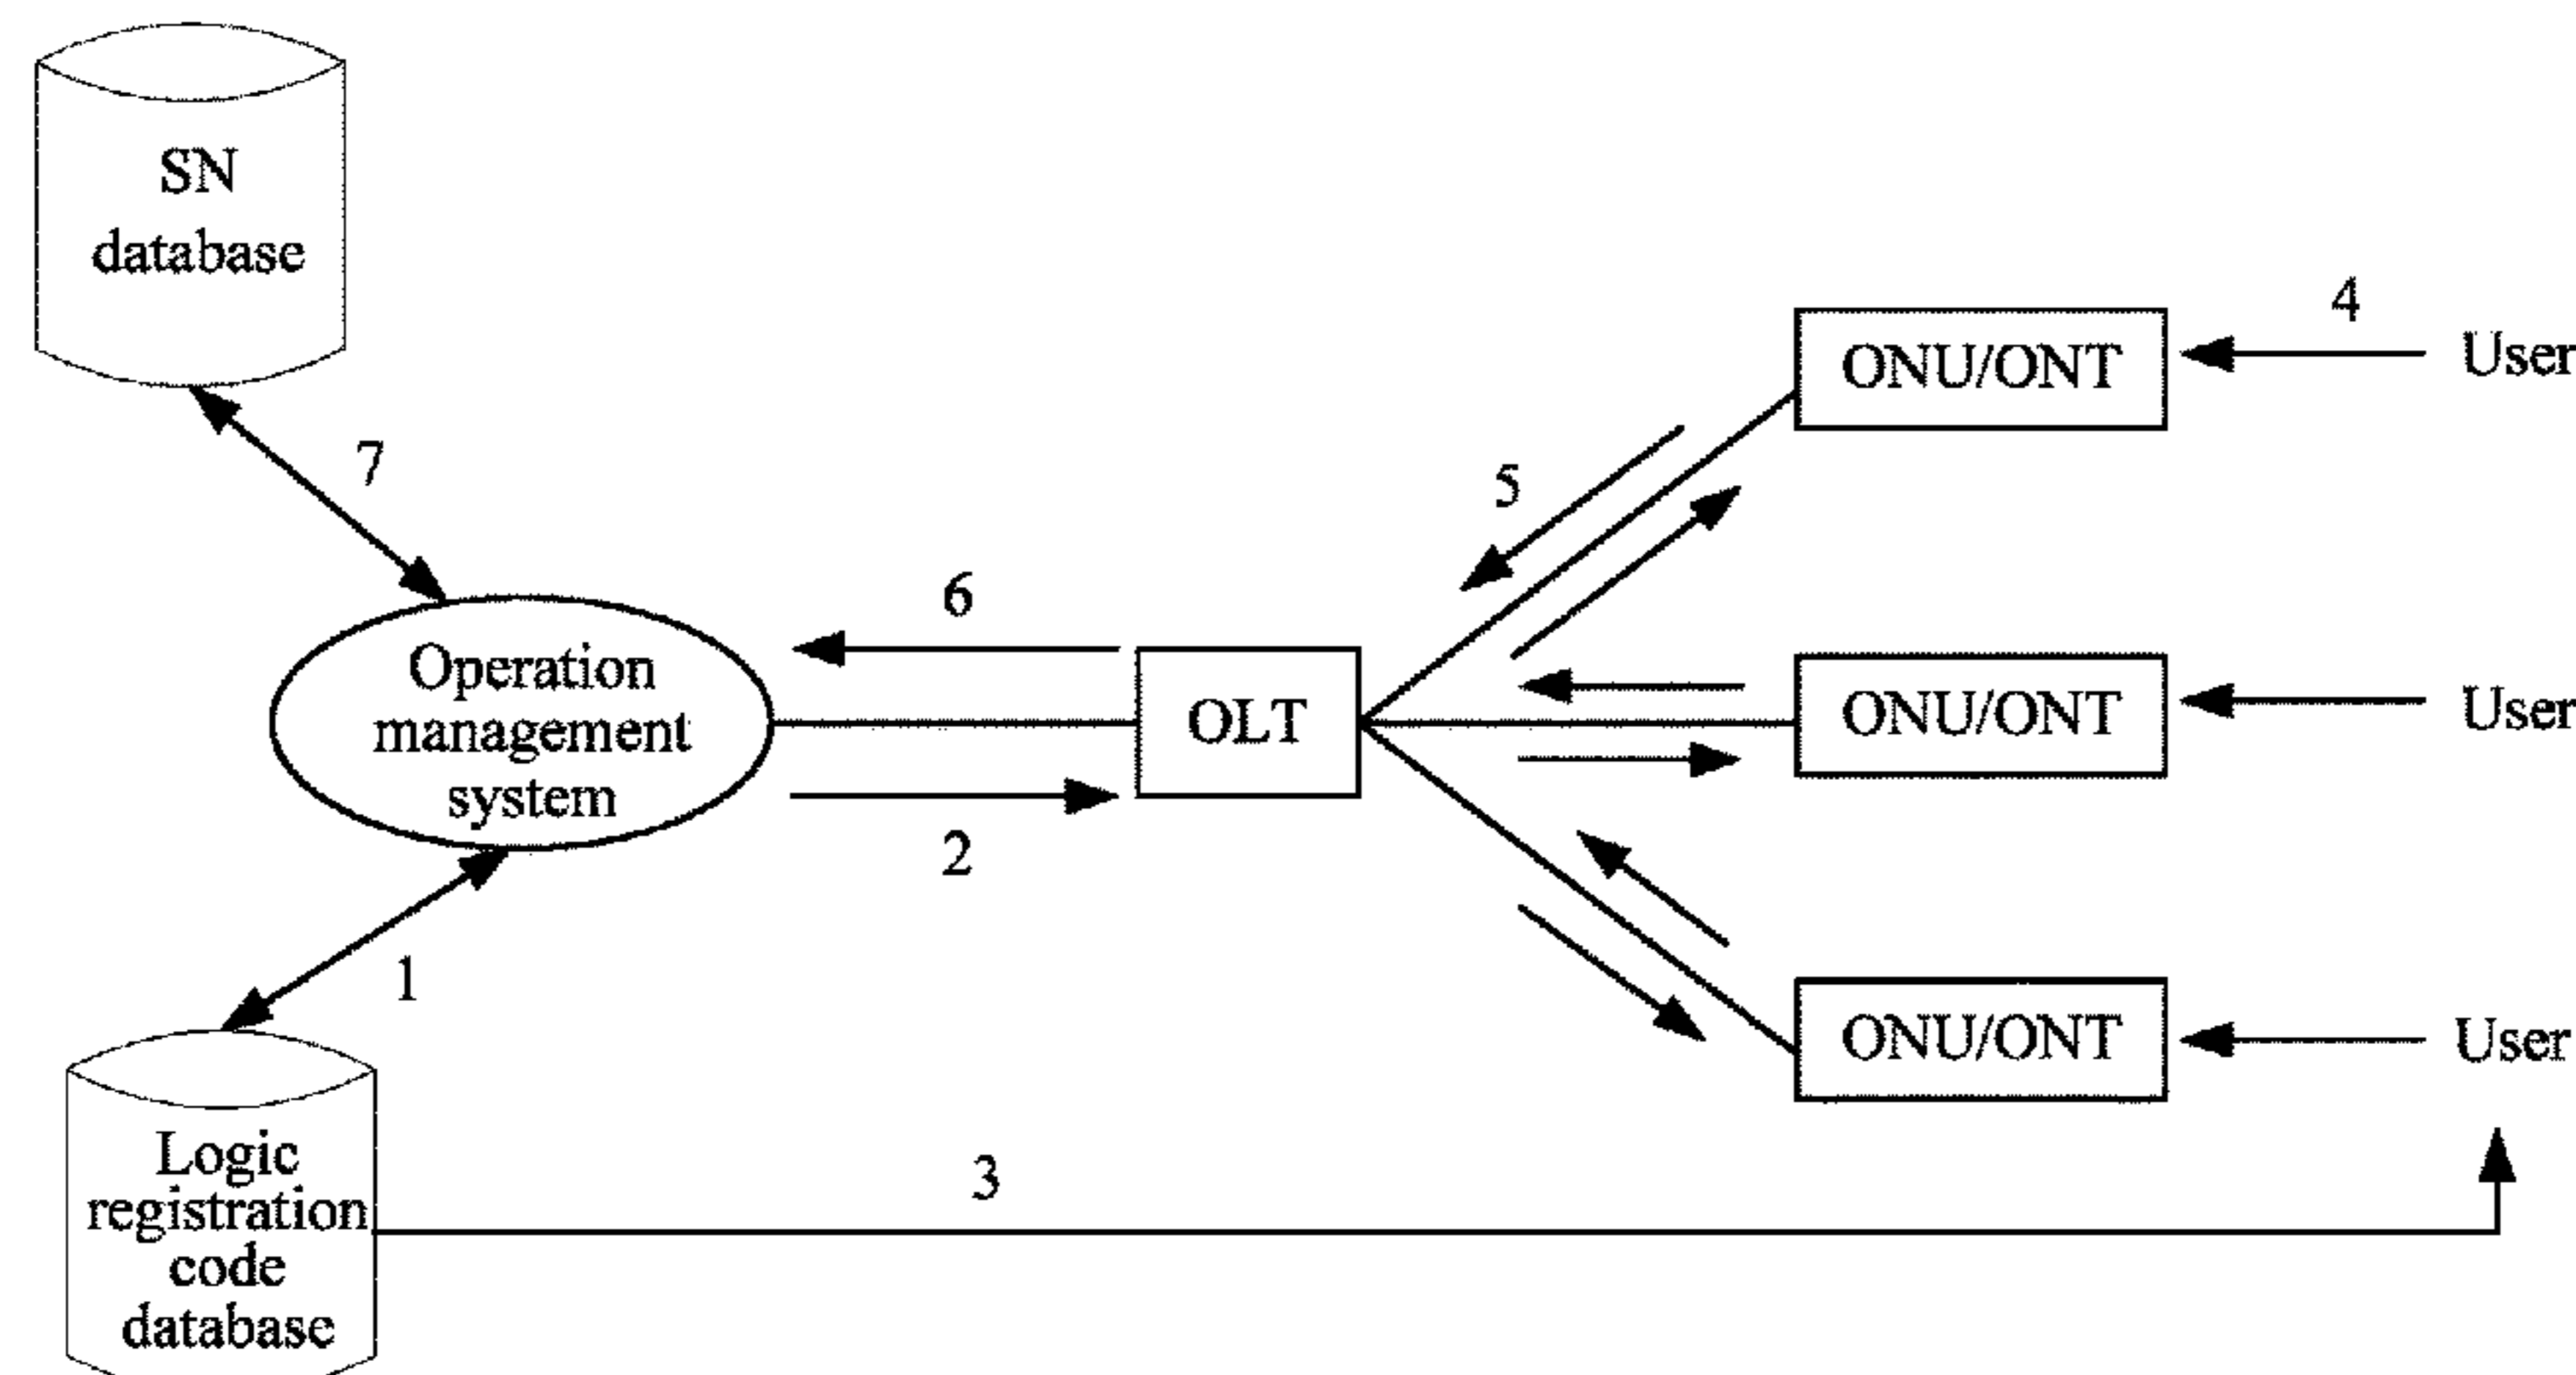 SN
database
7
Operation
management
system
1
Logic
registration
code
database
6
OLT
2
3
5
ONU/ONT
4
User
ONU/ONT
User
ONU/ONT
User